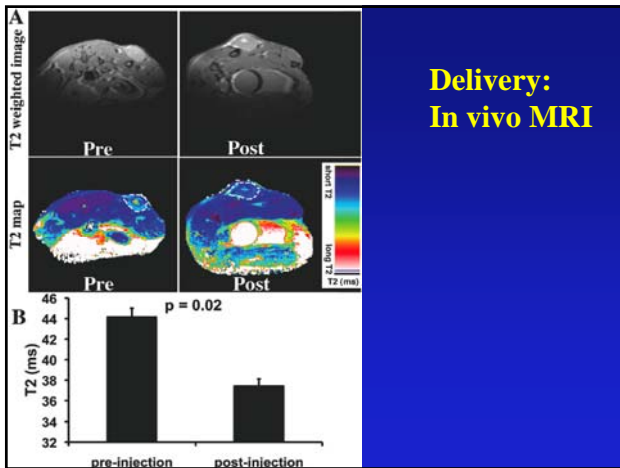 A
T2 weighted image
Pre
Post
Delivery:
In vivo MRI
T2 map
Pre
Post
short T2
long T2
T2 (ms)
B
p = 0.02
T2 (ms)
46
44
42
40
38
36
34
32
pre-injection
post-injection